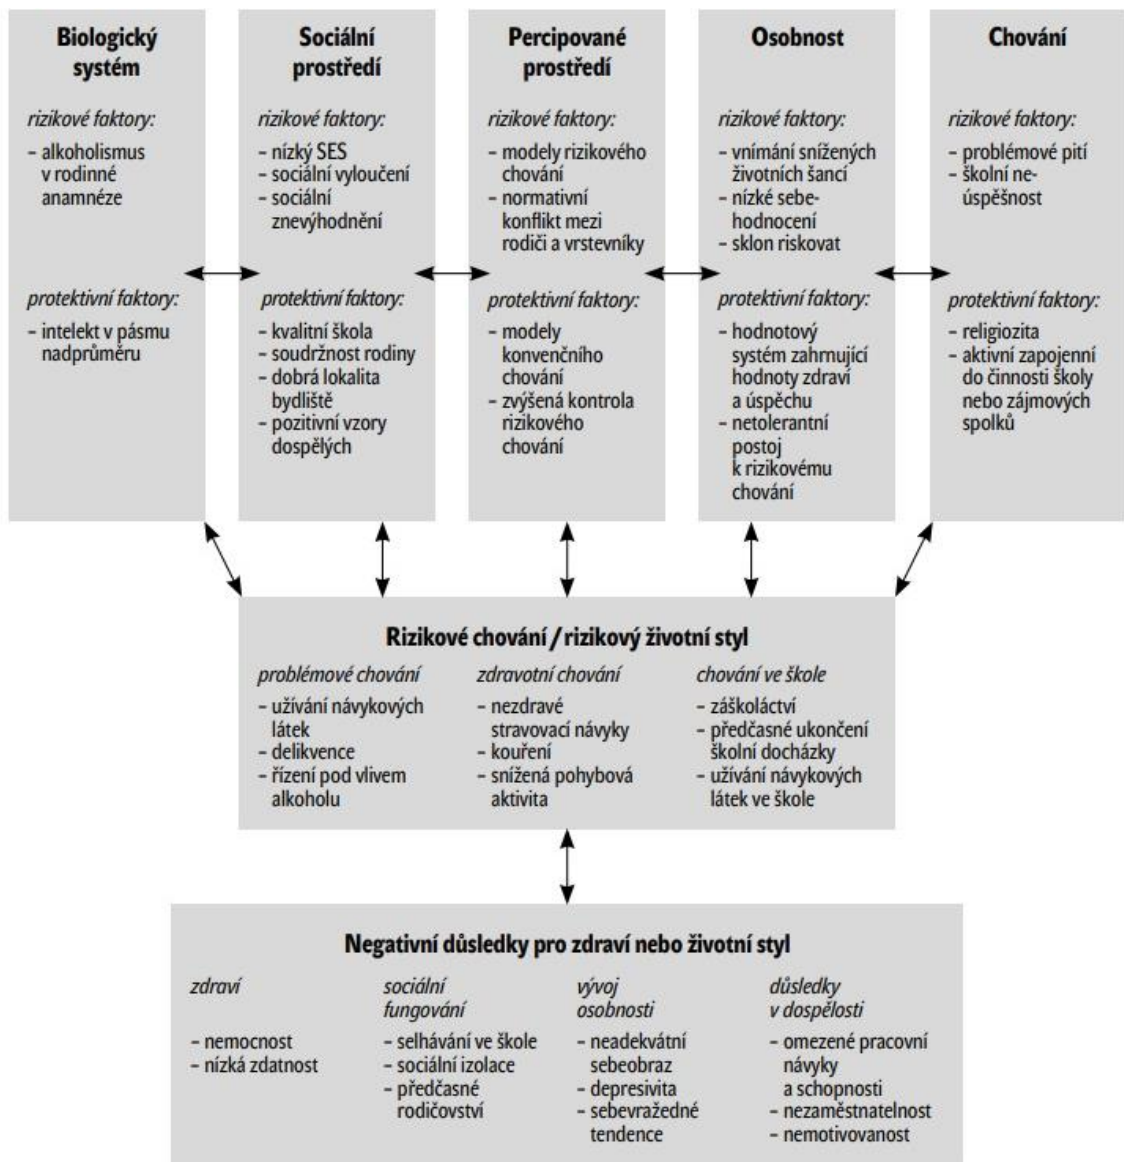 Biologický
systém
rizikové faktory:
– alkoholismus
v rodinné
anamnéze
protektivní faktory:
– intelekt v pásmu
nadprůměru
Sociální
prostředí
rizikové faktory:
– nízký SES
– sociální vyloučení
– sociální
znevýhodnění
protektivní faktory:
– kvalitní škola
– soudržnost rodiny
– dobrá lokalita
bydliště
– pozitivní vzory
dospělých
Percipované
prostředí
rizikové faktory:
– modely rizikového
chování
– normativní
konflikt mezi
rodiči a vrstevníky
protektivní faktory:
– modely
konvenčního
chování
– zvýšená kontrola
rizikového
chování
Osobnost
rizikové faktory:
– vnímání snížených
životních šancí
– nízké sebe-
hodnocení
– sklon riskovat
protektivní faktory:
– hodnotový
systém zahrnující
hodnoty zdraví
a úspěchu
– netolerantní
postoj
k rizikovému
chování
Chování
rizikové faktory:
– problémové pití
– školní ne-
úspěšnost
protektivní faktory:
– religiozita
– aktivní zapojenní
do činnosti školy
nebo zájmových
spolků
Rizikové chování / rizikový životní styl
problémové chování
– užívání návykových
látek
– delikvence
– řízení pod vlivem
alkoholu
zdravotní chování
– nezdravé
stravovací návyky
– kouření
– snížená pohybová
aktivita
chování ve škole
– záškoláctví
– předčasné ukončení
školní docházky
– užívání návykových
látek ve škole
Negativní důsledky pro zdraví nebo životní styl
zdraví
– nemocnost
– nízká zdatnost
sociální
fungování
– selhávání ve škole
– sociální izolace
– předčasné
rodičovství
vývoj
osobnosti
– neadekvátní
sebeobraz
– depresivita
– sebevražedné
tendence
důsledky
v dospělosti
– omezené pracovní
návyky
a schopnosti
– nezaměstnatelnost
– nemotivovanost